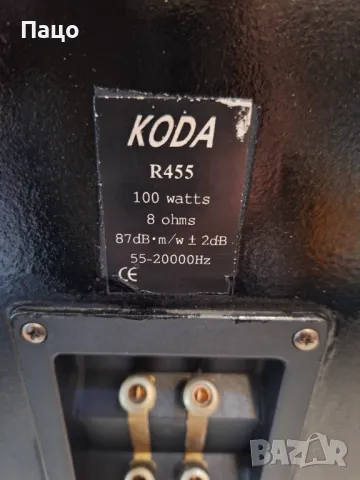 Пацо
KODA
R455
100 watts
8 ohms
87dB·m/w ± 2dB
55-20000Hz
CE
BAZAR